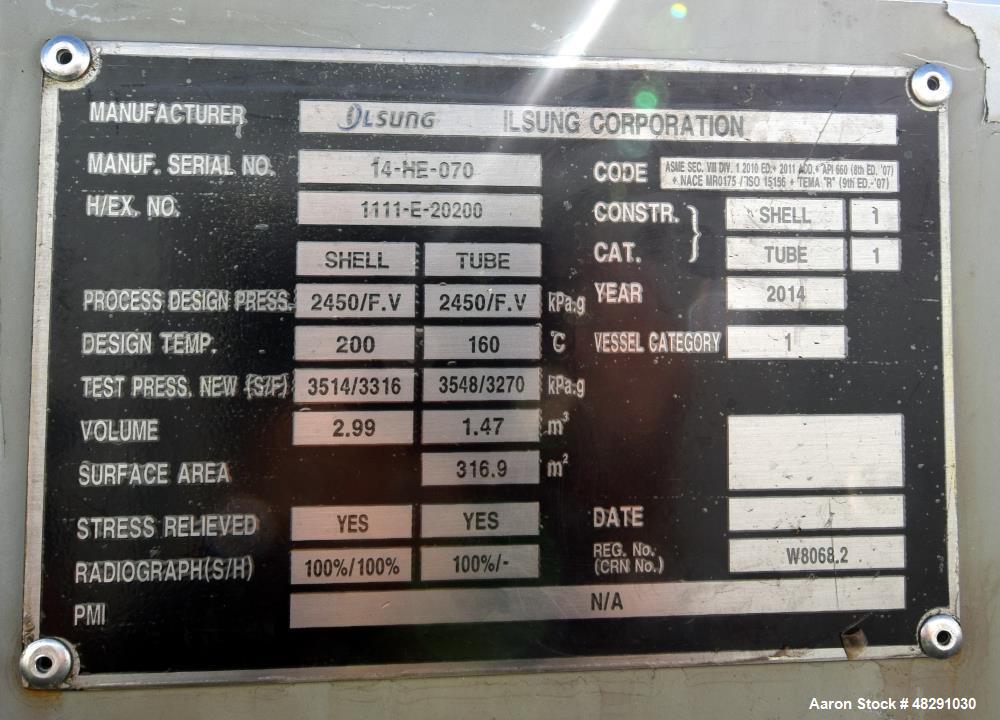 MANUFACTURER ILSUNG ILSUNG CORPORATION
MANUF. SERIAL NO. 14-HE-070
H/EX. NO. 1111-E-20200
SHELL TUBE
PROCESS DESIGN PRESS. 2450/F.V 2450/F.V kPa.g
DESIGN TEMP. 200 160 ℃
TEST PRESS. NEW (S/F) 3514/3316 3548/3270 kPa.g
VOLUME 2.99 1.47 m³
SURFACE AREA 316.9 m²
STRESS RELIEVED YES YES
RADIOGRAPH(S/H) 100%/100% 100%/-
PMI N/A
CODE ASME SEC. VIII DIV. 1 2010 ED.+ 2011 ADD.+ API 660 (8th ED. '07)
+ NACE MR0175 / ISO 15156 + TEMA "R" (9th ED.-'07)
CONSTR. SHELL 1
CAT. TUBE 1
YEAR 2014
VESSEL CATEGORY 1
DATE
REG. No. W8068.2
(CRN No.)
Aaron Stock # 48291030